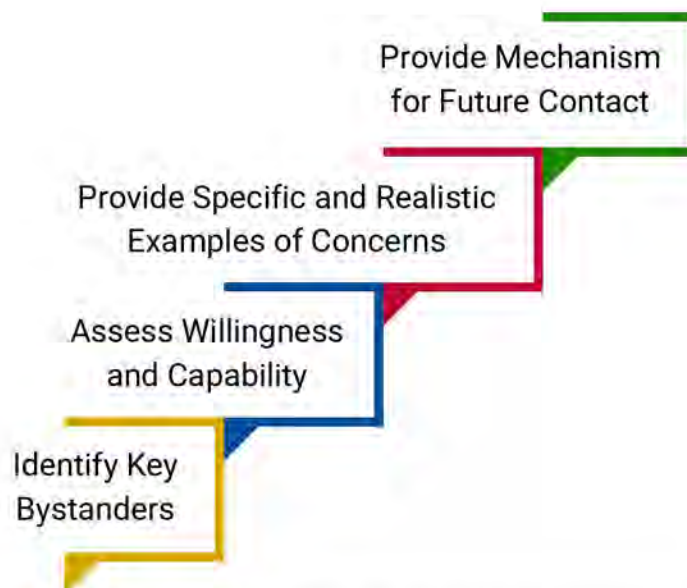 Provide Mechanism
for Future Contact
Provide Specific and Realistic
Examples of Concerns
Assess Willingness
and Capability
Identify Key
Bystanders